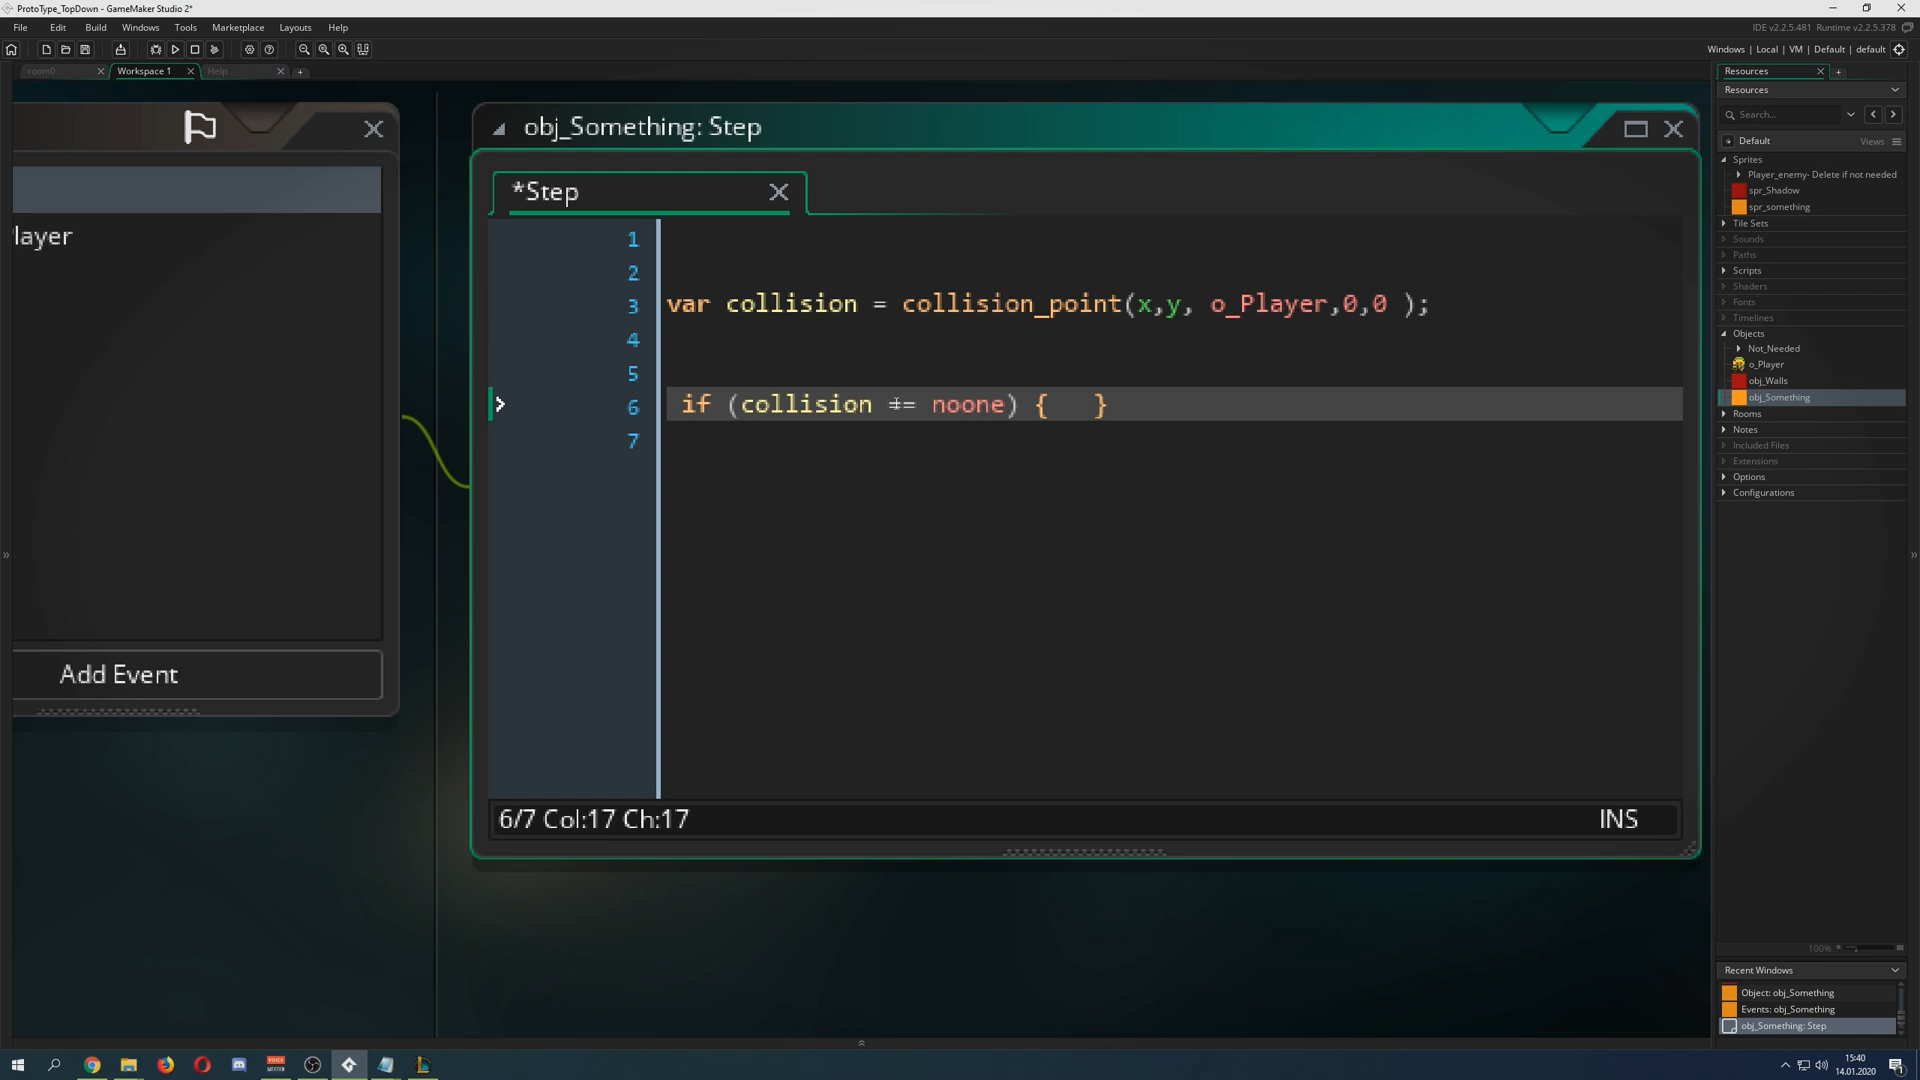 ProtoType_TopDown - GameMaker Studio 2*
File Edit Build Windows Tools Marketplace Layouts Help
IDE v2.2.5.481 Runtime v2.2.5.378
Windows | Local | VM | Default | default
room0
Workspace 1
Help
Resources
Resources
Search...
Default
Views
Sprites
Player_enemy- Delete if not needed
spr_Shadow
spr_something
Tile Sets
Sounds
Paths
Scripts
Shaders
Fonts
Timelines
Objects
Not_Needed
o_Player
obj_Walls
obj_Something
Rooms
Notes
Included Files
Extensions
Options
Configurations
100%
Recent Windows
Object: obj_Something
Events: obj_Something
obj_Something: Step
layer
Add Event
obj_Something: Step
*Step
1
2
3 var collision = collision_point(x,y, o_Player,0,0 );
4
5
6 if (collision == noone) { }
7
6/7 Col:17 Ch:17
INS
VOICE
15:40
14.01.2020